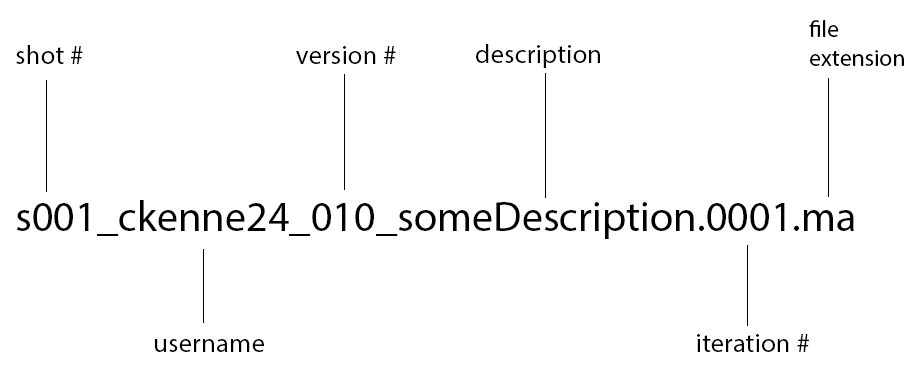 shot #
version #
description
file
extension
s001_ckenne24_010_someDescription.0001.ma
username
iteration #